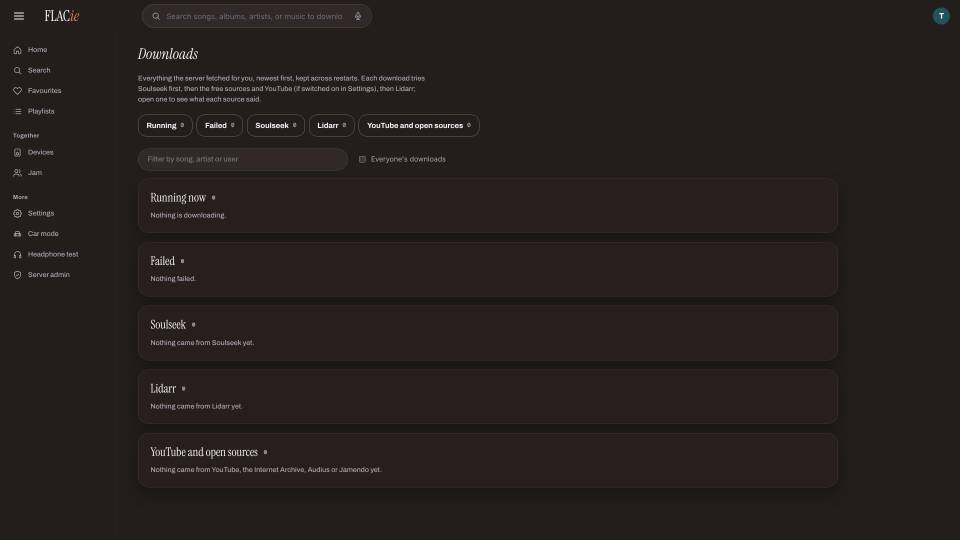 FLACie
Search songs, albums, artists, or music to downlo
T
Home
Search
Favourites
Playlists
Together
Devices
Jam
More
Settings
Car mode
Headphone test
Server admin
Downloads
Everything the server fetched for you, newest first, kept across restarts. Each download tries
Soulseek first, then the free sources and YouTube (if switched on in Settings), then Lidarr;
open one to see what each source said.
Running 0
Failed 0
Soulseek 0
Lidarr 0
YouTube and open sources 0
Filter by song, artist or user
Everyone's downloads
Running now 0
Nothing is downloading.
Failed 0
Nothing failed.
Soulseek 0
Nothing came from Soulseek yet.
Lidarr 0
Nothing came from Lidarr yet.
YouTube and open sources 0
Nothing came from YouTube, the Internet Archive, Audius or Jamendo yet.